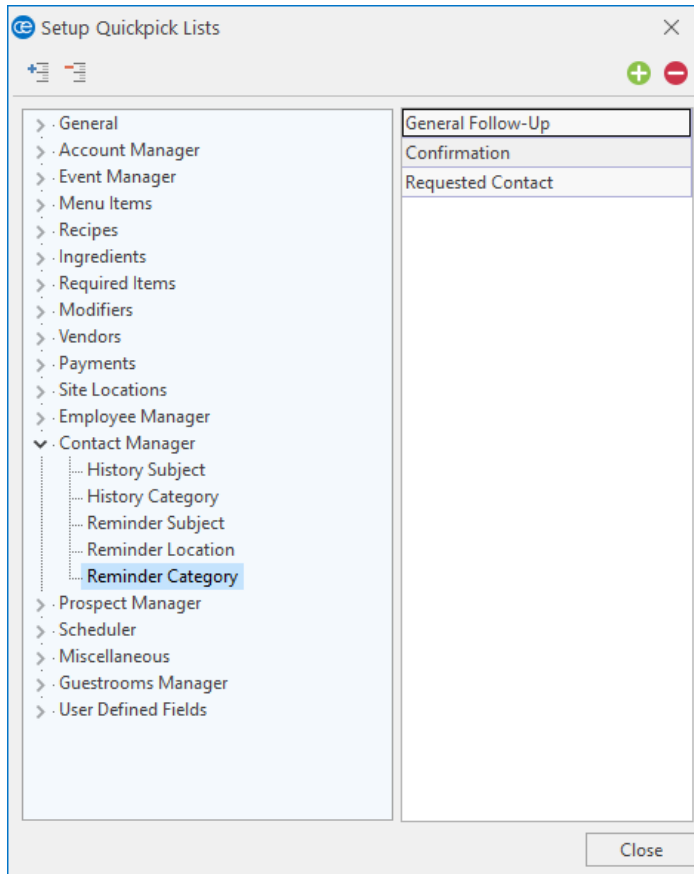 Setup Quickpick Lists
General
Account Manager
Event Manager
Menu Items
Recipes
Ingredients
Required Items
Modifiers
Vendors
Payments
Site Locations
Employee Manager
Contact Manager
History Subject
History Category
Reminder Subject
Reminder Location
Reminder Category
Prospect Manager
Scheduler
Miscellaneous
Guestrooms Manager
User Defined Fields
General Follow-Up
Confirmation
Requested Contact
Close